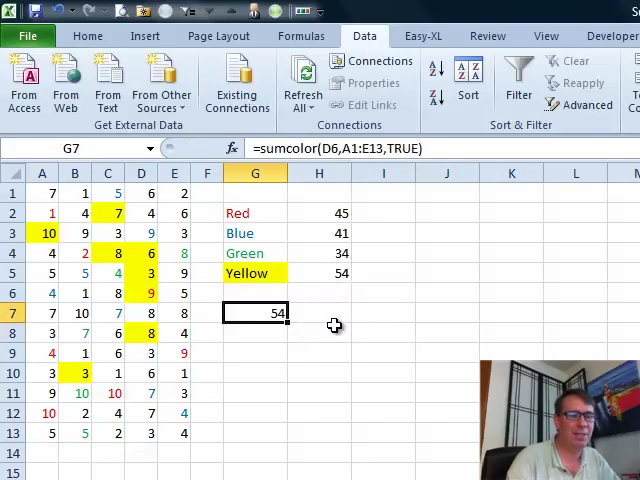 Su
File Home Insert Page Layout Formulas Data Easy-XL Review View Developer
From Access
From Web
From Text
From Other Sources
Existing Connections
Refresh All
Connections
Properties
Edit Links
Sort
Filter
Clear
Reapply
Advanced
Get External Data Connections Sort & Filter
G7 =sumcolor(D6,A1:E13,TRUE)
A B C D E F G H I J K L
1 7 1 5 6 2
2 1 4 7 4 6 Red 45
3 10 9 3 9 3 Blue 41
4 4 2 8 6 8 Green 34
5 5 5 4 3 9 Yellow 54
6 4 1 8 9 5
7 7 10 7 8 8 54
8 3 7 6 8 4
9 4 1 6 3 9
10 3 3 1 6 1
11 9 10 10 7 3
12 10 2 4 7 4
13 5 5 2 3 4
14
15